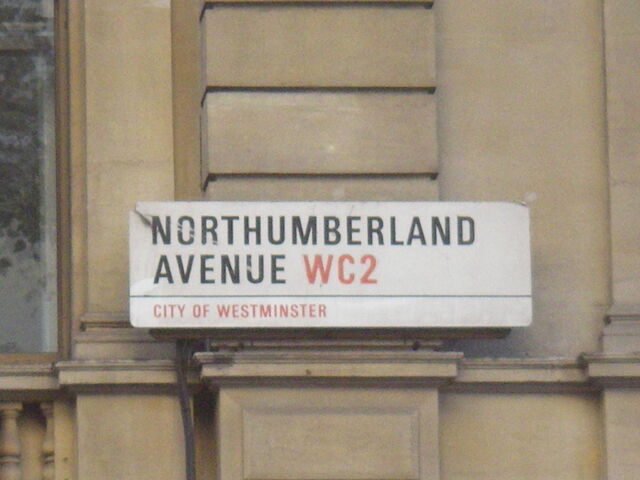 NORTHUMBERLAND
AVENUE WC2
CITY OF WESTMINSTER